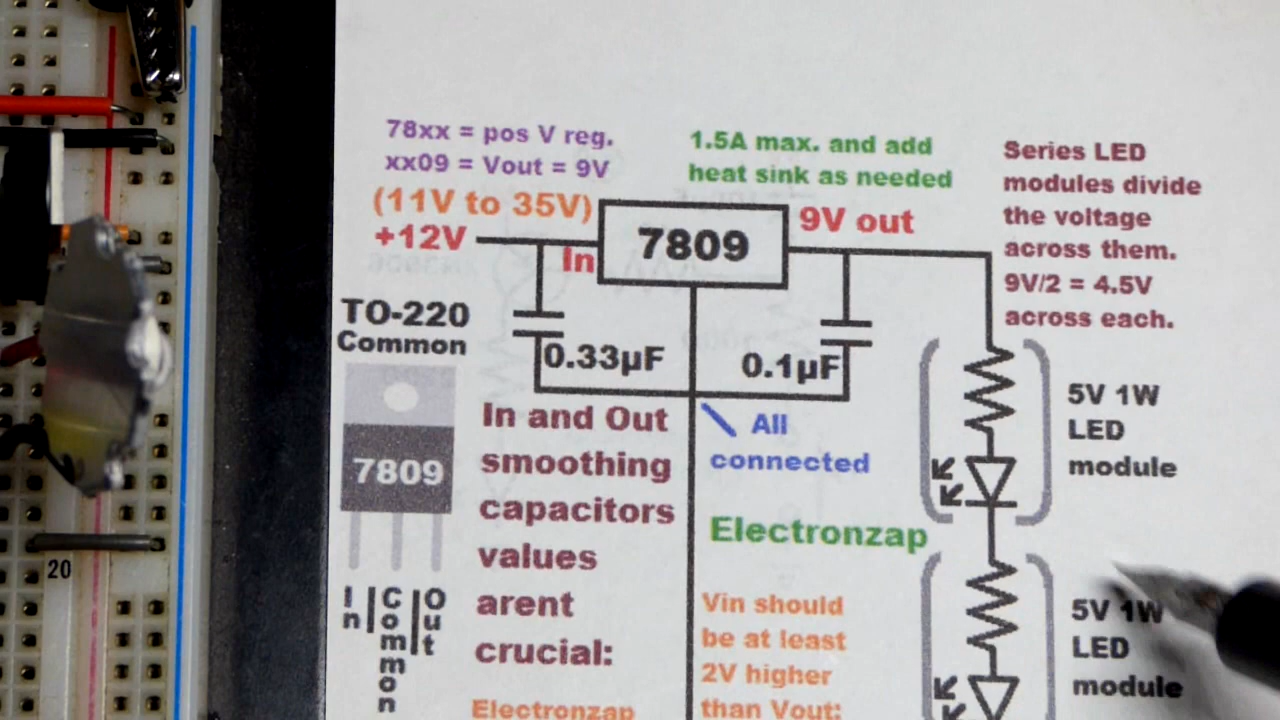 78xx = pos V reg.
xx09 = Vout = 9V
(11V to 35V)
+12V
In
7809
1.5A max. and add
heat sink as needed
9V out
Series LED
modules divide
the voltage
across them.
9V/2 = 4.5V
across each.
TO-220
Common
0.33µF
0.1µF
7809
In
Common
Out
In and Out
smoothing
capacitors
values
arent
crucial:
Electronzap
All
connected
Electronzap
Vin should
be at least
2V higher
than Vout:
5V 1W
LED
module
5V 1W
LED
module
20